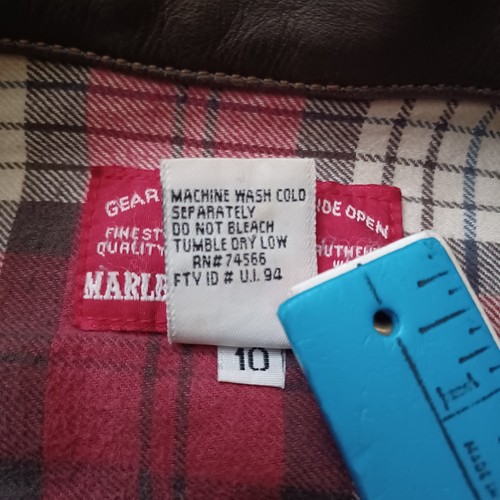 GEAR
IDE OPEN
FINEST
QUALITY
MARLB
MACHINE WASH COLD
SEPARATELY
DO NOT BLEACH
TUMBLE DRY LOW
RN# 74566
FTY ID # U.I. 94
10